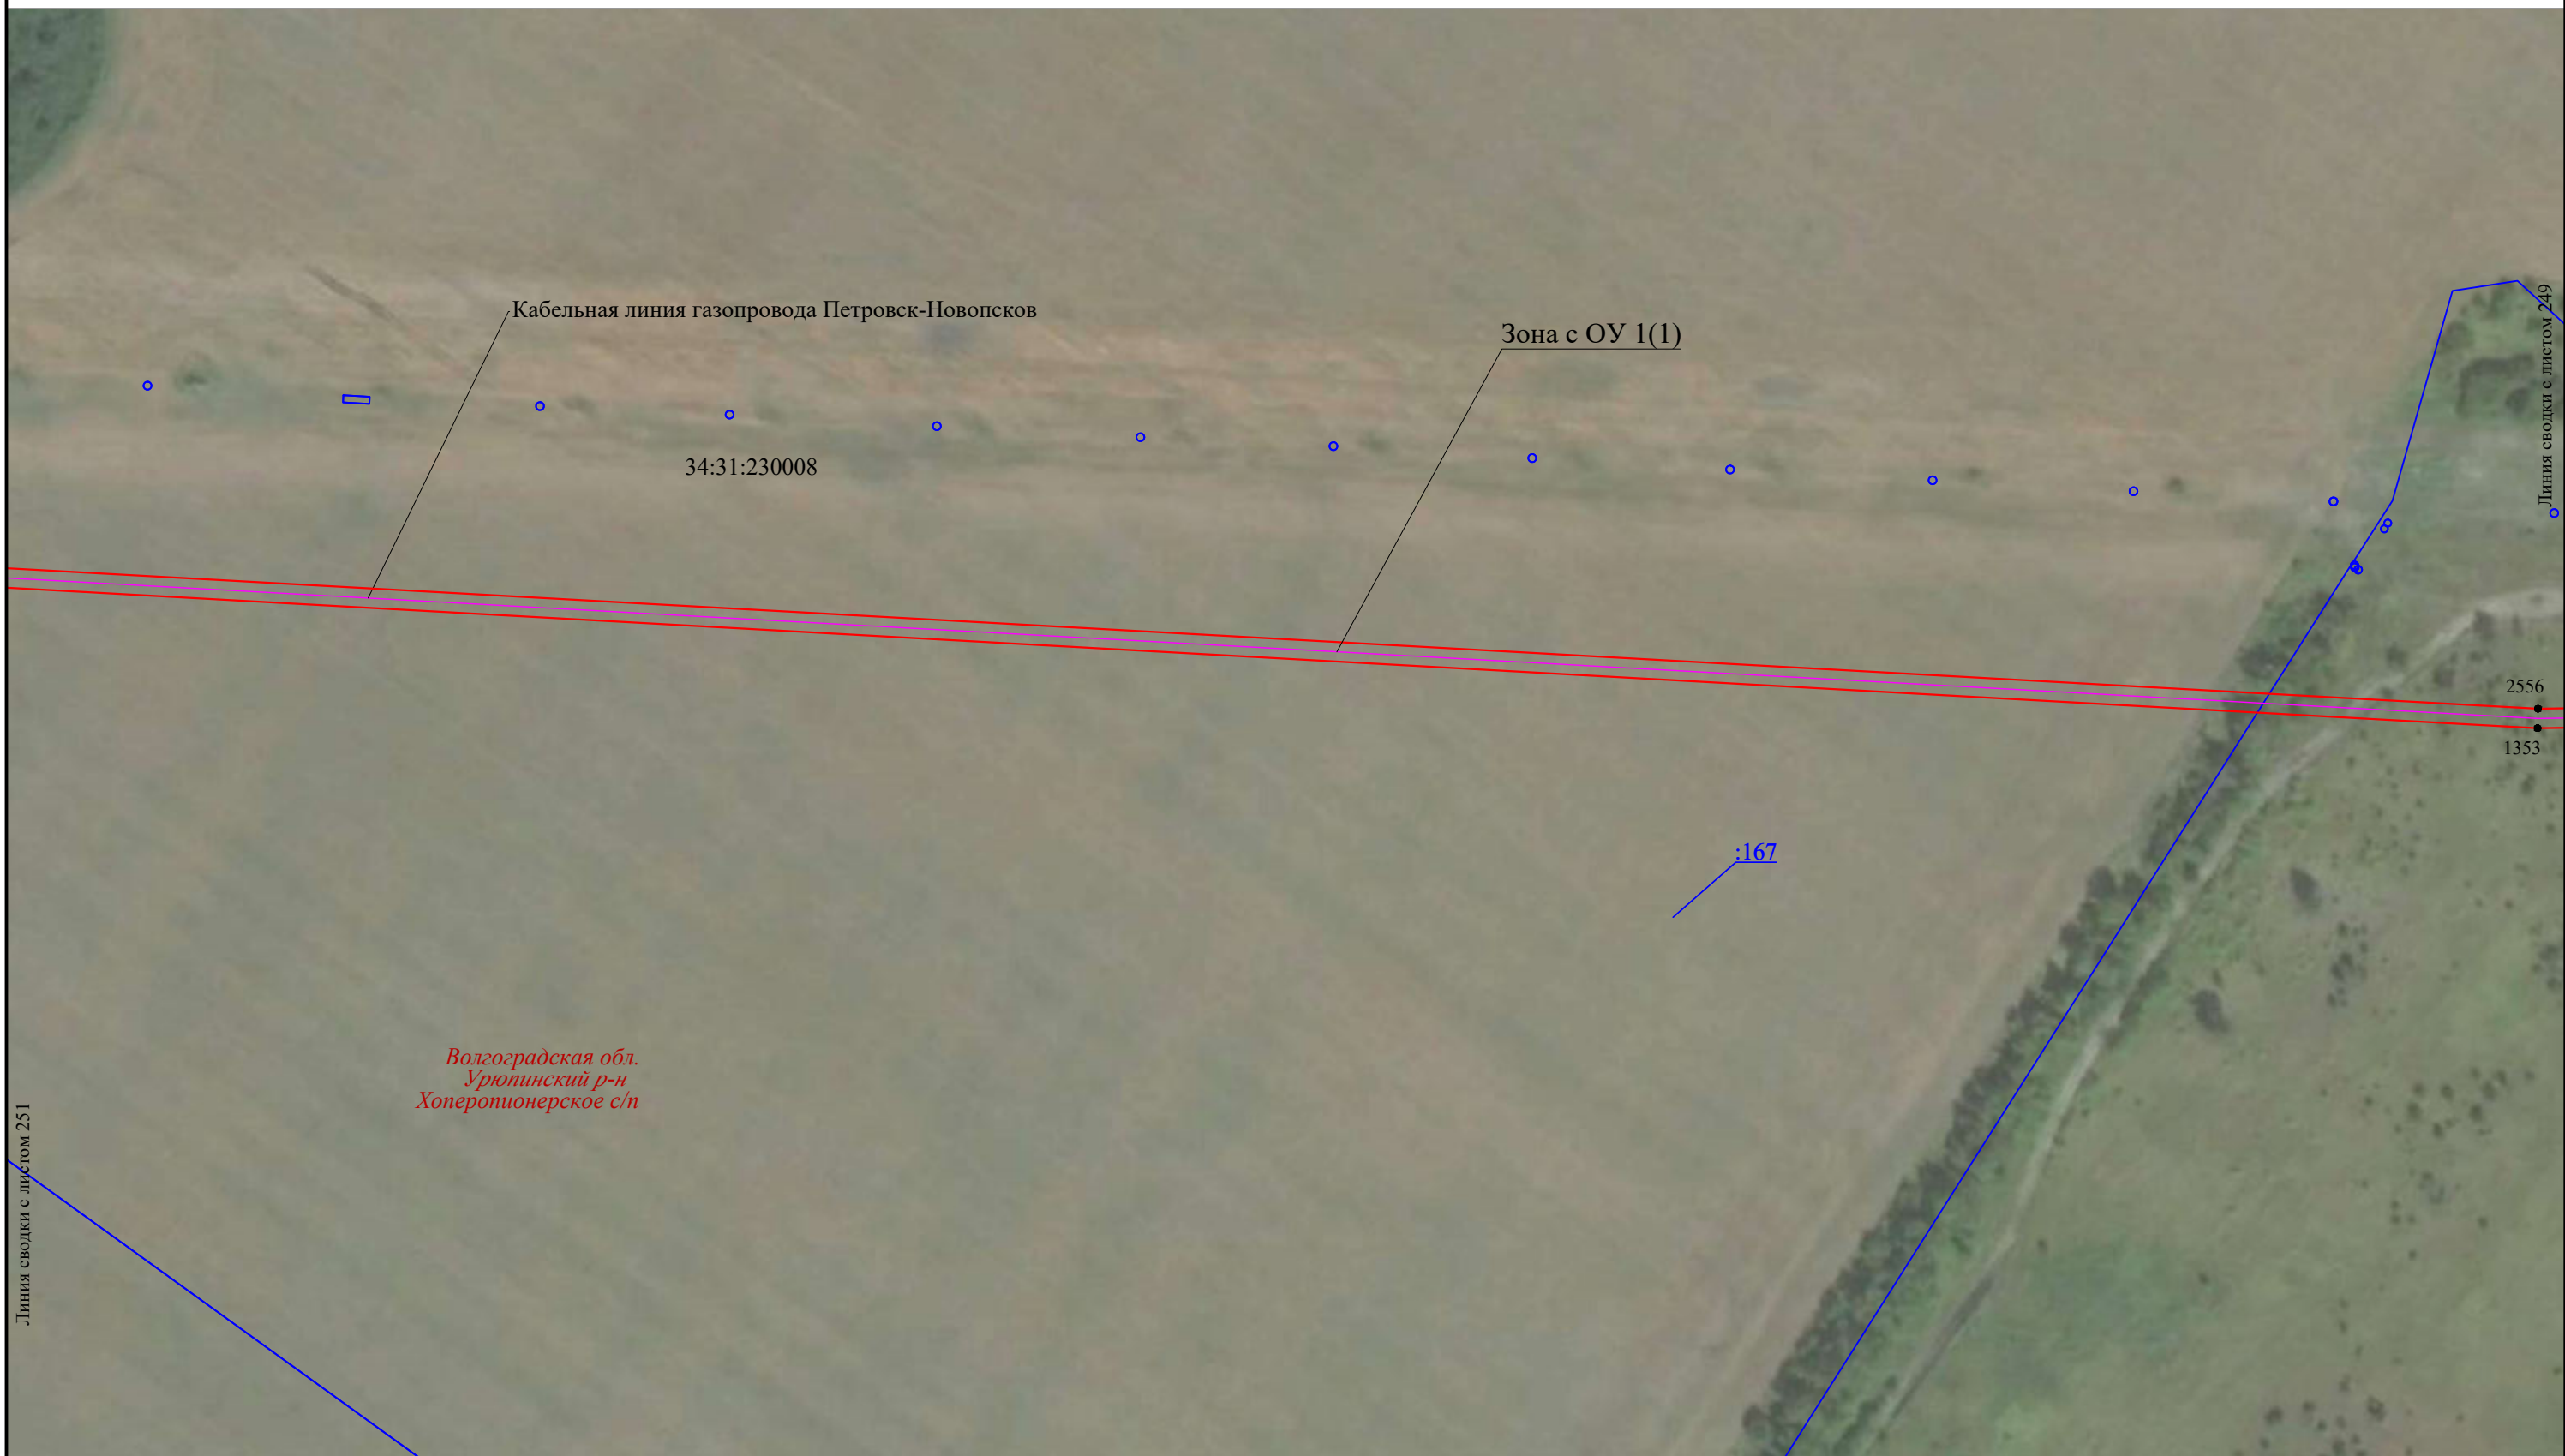 Кабельная линия газопровода Петровск-Новопсков
Зона с ОУ 1(1)
Линия сводки с листом 249
34:31:230008
2556
1353
:167
Волгоградская обл.
Урюпинский р-н
Хоперопионерское с/п
Линия сводки с листом 251